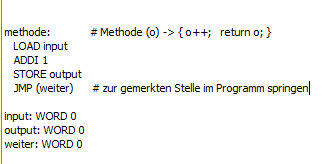 methode: # Methode (o) -> { o++; return o; }
LOAD input
ADDI 1
STORE output
JMP (weiter) # zur gemerkten Stelle im Programm springen
input: WORD 0
output: WORD 0
weiter: WORD 0